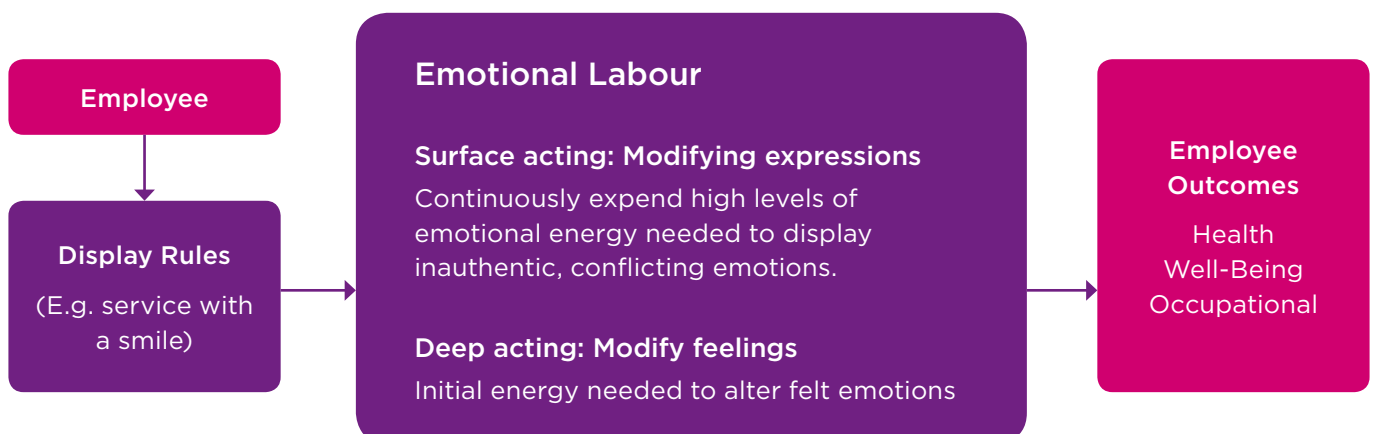 Employee
Display Rules
(E.g. service with
a smile)
Emotional Labour
Surface acting: Modifying expressions
Continuously expend high levels of
emotional energy needed to display
inauthentic, conflicting emotions.
Deep acting: Modify feelings
Initial energy needed to alter felt emotions
Employee
Outcomes
Health
Well-Being
Occupational